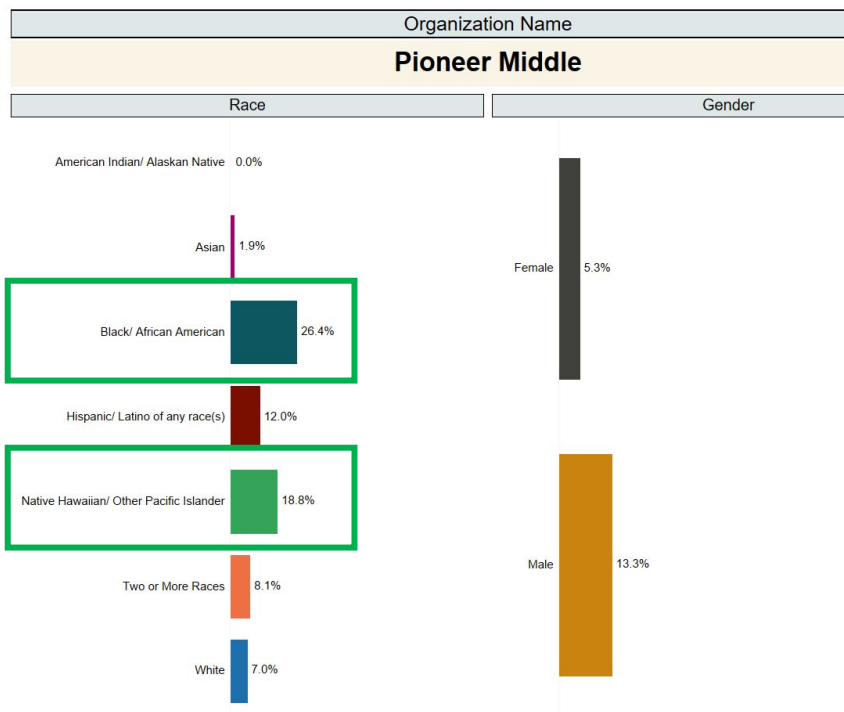 Organization Name
Pioneer Middle
Race
Gender
American Indian/ Alaskan Native 0.0%
Asian 1.9%
Black/ African American 26.4%
Hispanic/ Latino of any race(s) 12.0%
Native Hawaiian/ Other Pacific Islander 18.8%
Two or More Races 8.1%
White 7.0%
Female 5.3%
Male 13.3%